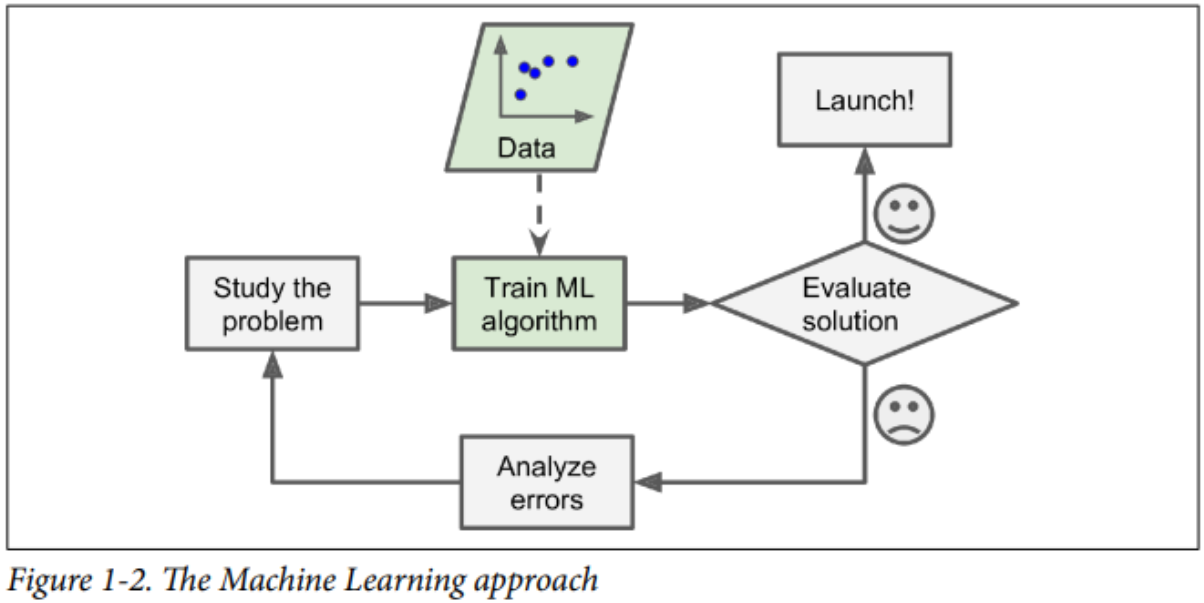 Data
Launch!
Study the
problem
Train ML
algorithm
Evaluate
solution
Analyze
errors
Figure 1-2. The Machine Learning approach